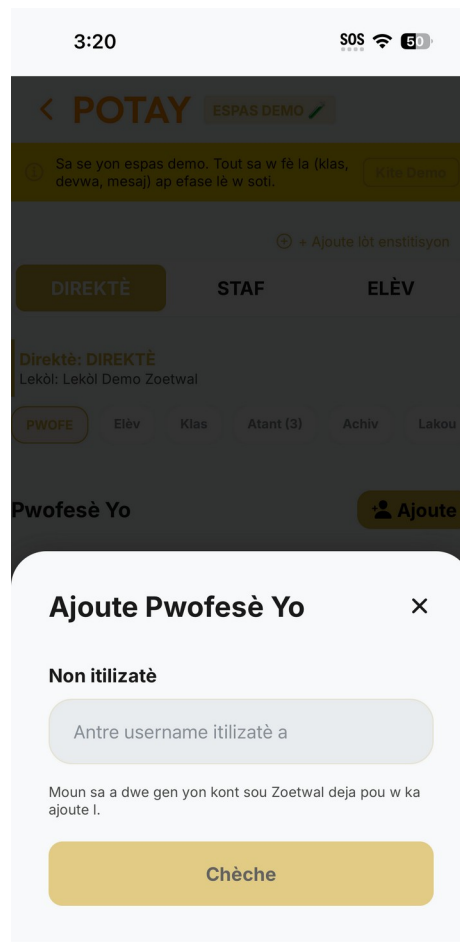 3:20
SOS
50
POTAY
ESPAS DEMO
Sa se yon espas demo. Tout sa w fè la (klas,
devwa, mesaj) ap efase lè w soti.
Kite Demo
+ Ajoute lòt enstitisyon
DIREKTÈ
STAF
ELÈV
Direktè: DIREKTÈ
Lekòl: Lekòl Demo Zoetwal
PWOFE
Elèv
Klas
Atant (3)
Achiv
Lakou
Pwofesè Yo
Ajoute
Ajoute Pwofesè Yo
Non itilizatè
Antre username itilizatè a
Moun sa a dwe gen yon kont sou Zoetwal deja pou w ka
ajoute l.
Chèche